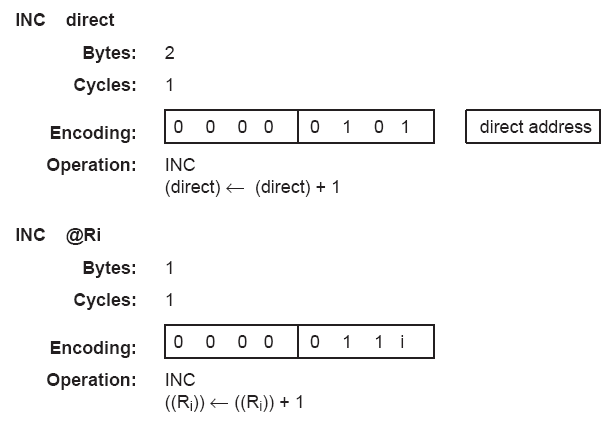 INC direct
Bytes: 2
Cycles: 1
Encoding: 0 0 0 0 0 1 0 1 direct address
Operation: INC
(direct) ← (direct) + 1
INC @Ri
Bytes: 1
Cycles: 1
Encoding: 0 0 0 0 0 1 1 i
Operation: INC
((Ri)) ← ((Ri)) + 1